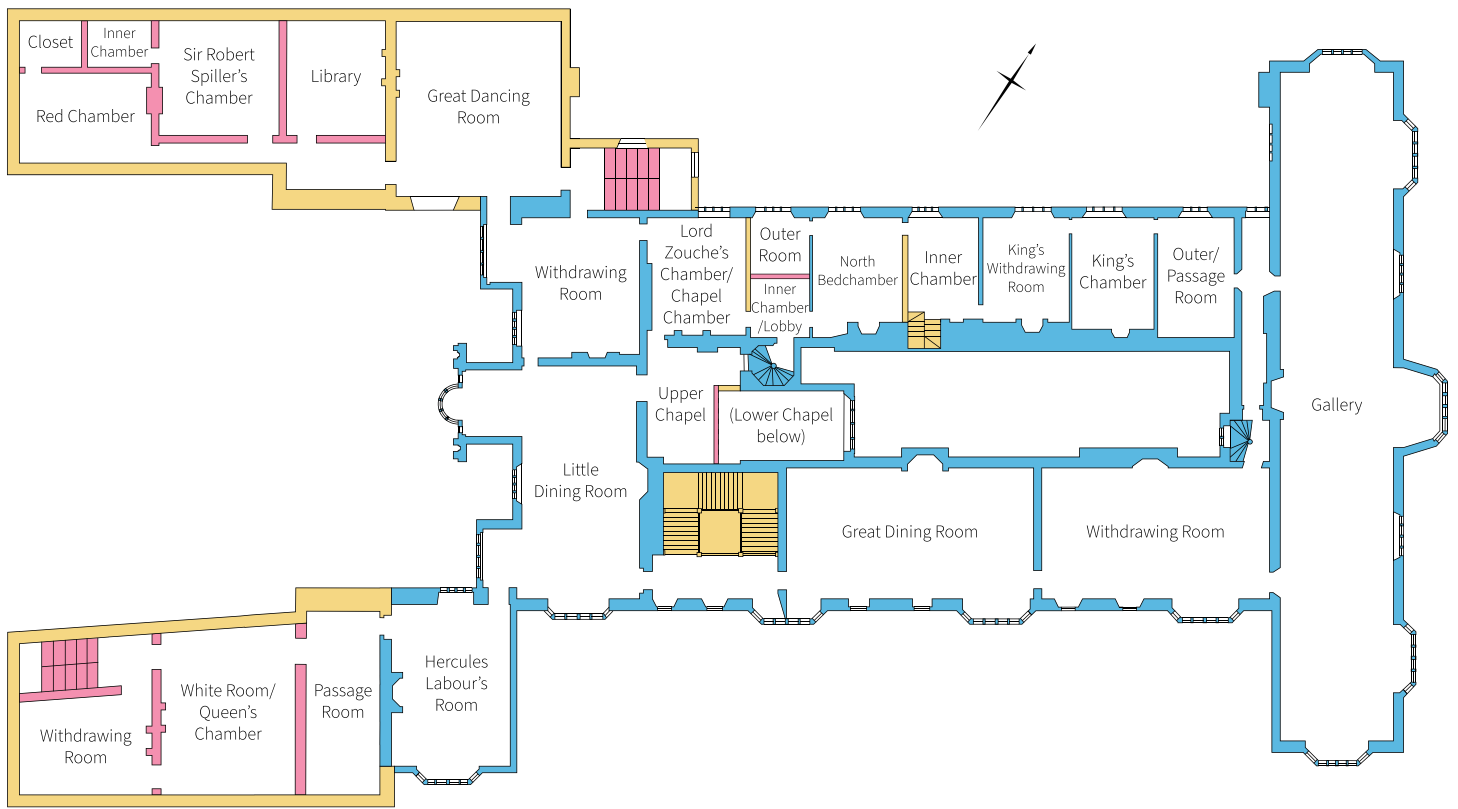 Closet
Inner
Chamber
Sir Robert
Spiller’s
Chamber
Library
Red Chamber
Great Dancing
Room
Withdrawing
Room
Lord
Zouche’s
Chamber/
Chapel
Chamber
Outer
Room
Inner
Chamber
/Lobby
North
Bedchamber
Inner
Chamber
King’s
Withdrawing
Room
King’s
Chamber
Outer/
Passage
Room
Upper
Chapel
(Lower Chapel
below)
Gallery
Little
Dining Room
Great Dining Room
Withdrawing Room
Hercules
Labour’s
Room
Passage
Room
White Room/
Queen’s
Chamber
Withdrawing
Room